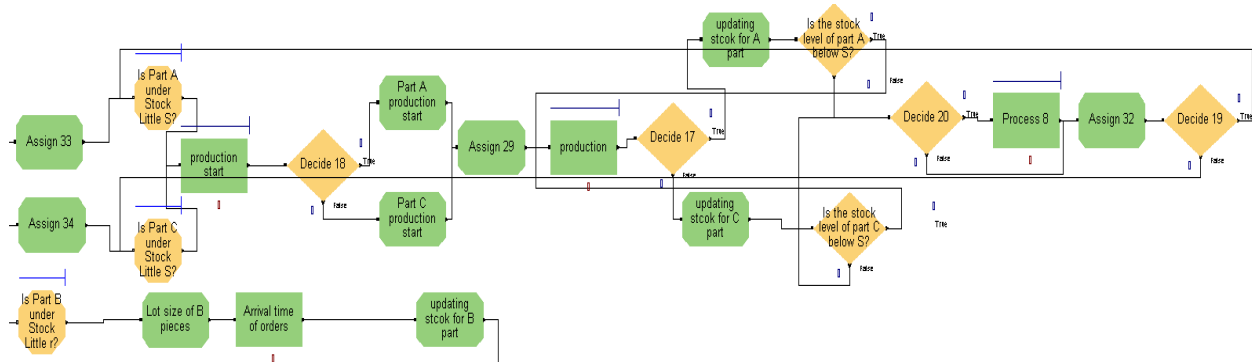 updating
stcok for A
part
Is the stock
level of part A
below S?
True
False
Is Part A
under
Stock
Little S?
Assign 33
production
start
Decide 18
True
False
Part A
production
start
Part C
production
start
Assign 29
production
Decide 17
True
False
Decide 20
True
False
Process 8
Assign 32
Decide 19
True
False
Assign 34
Is Part C
under
Stock
Little S?
updating
stcok for C
part
Is the stock
level of part C
below S?
True
False
Is Part B
under
Stock
Little r?
Lot size of B
pieces
Arrival time
of orders
updating
stcok for B
part